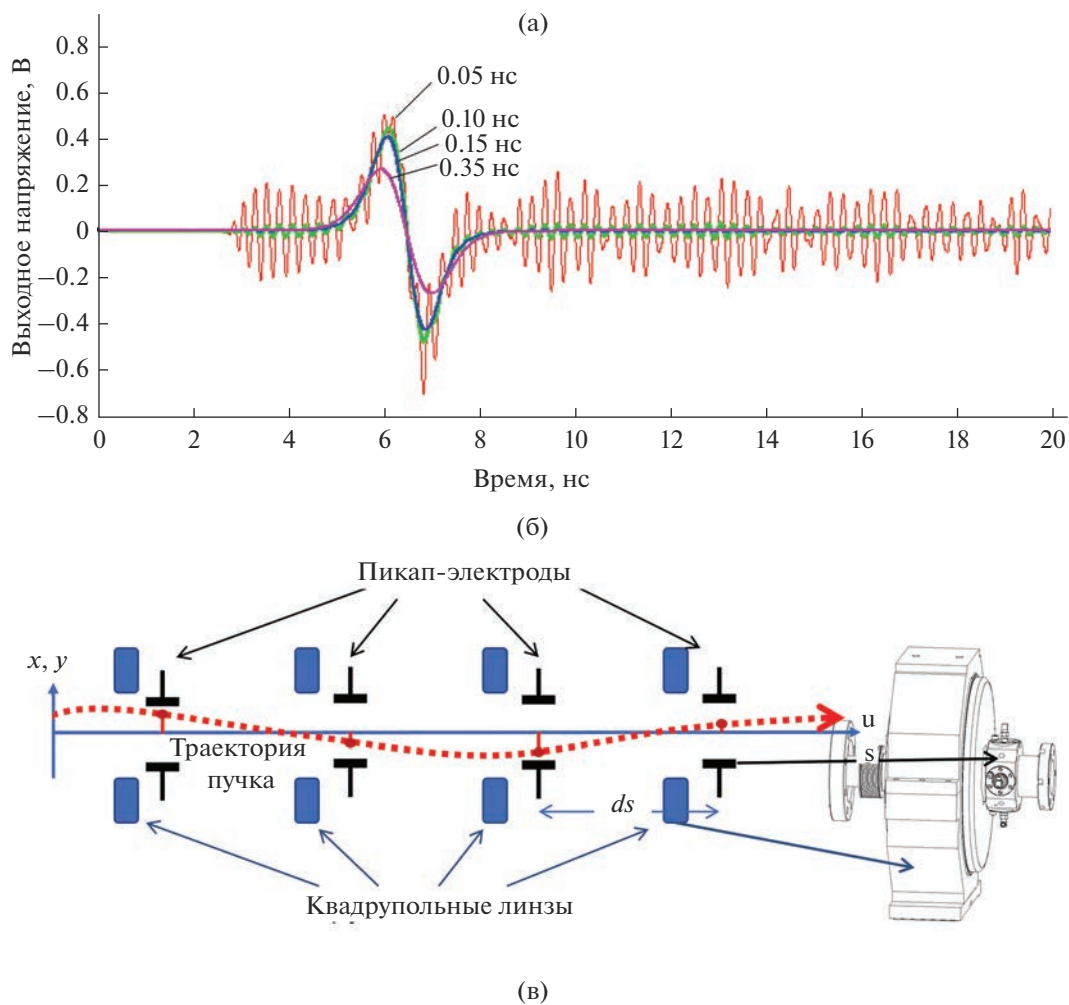 (а)
0.8
0.6
0.4
0.2
0
−0.2
−0.4
−0.6
−0.8
Выходное напряжение, В
0.05 нс
0.10 нс
0.15 нс
0.35 нс
0 2 4 6 8 10 12 14 16 18 20
Время, нс
(б)
Пикап-электроды
x, y
u
Траектория
пучка
s
ds
Квадрупольные линзы
(в)